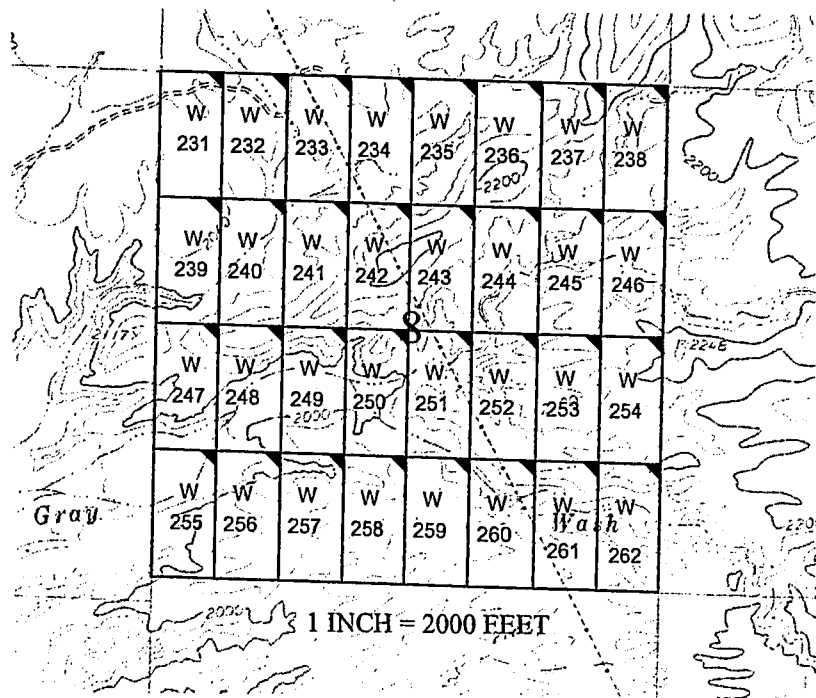 W W W W W W W W
231 232 233 234 235 236 237 238
2200
2200
W W W W W W W W
239 240 241 242 243 244 245 246
8
2248
W W W W W W W W
247 248 249 250 251 252 253 254
2000
W W W W W W W W
Gray
Wash
255 256 257 258 259 260 261 262
2000
1 INCH = 2000 FEET